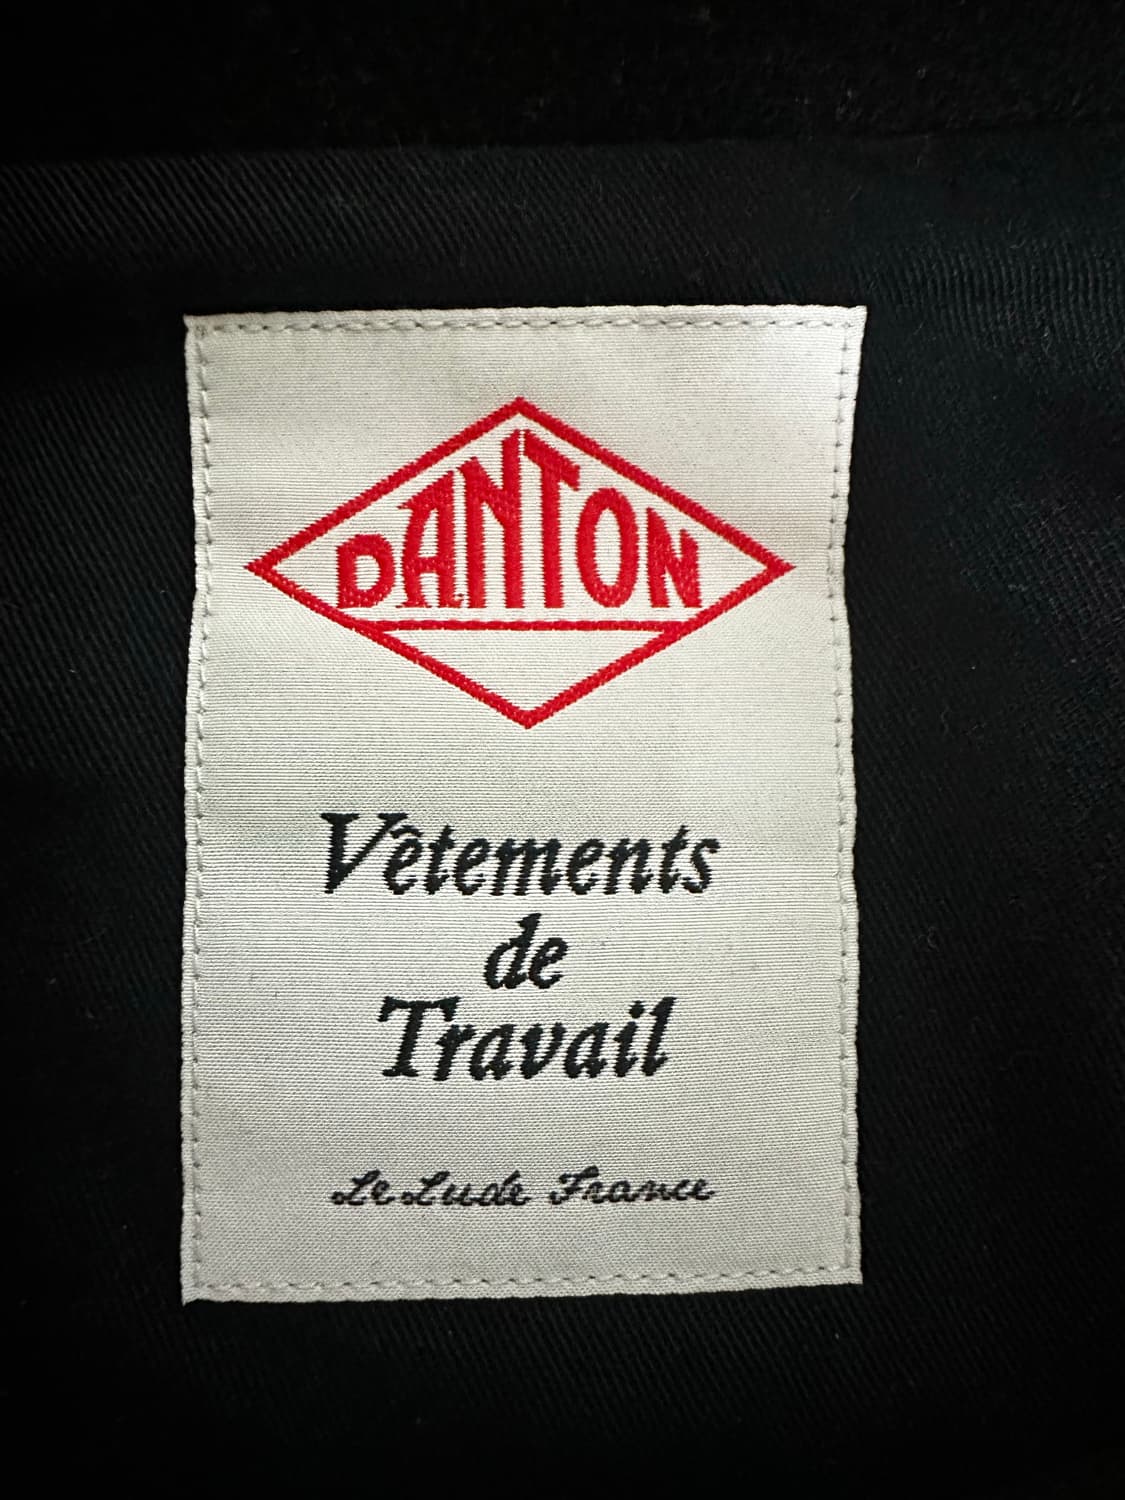 DANTON
Vêtements
de
Travail
Le Lude France